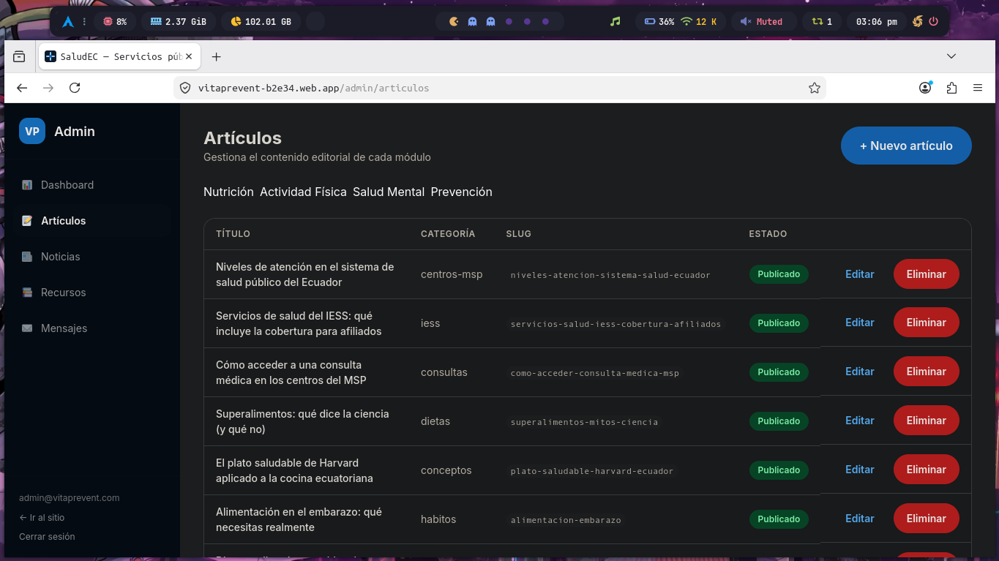 8% 2.37 GiB 102.01 GB 36% 12 K Muted 1 03:06 pm
SaludEC — Servicios púb
vitaprevent-b2e34.web.app/admin/articulos
VP Admin
Dashboard
Artículos
Noticias
Recursos
Mensajes
admin@vitaprevent.com
← Ir al sitio
Cerrar sesión
Artículos
Gestiona el contenido editorial de cada módulo
+ Nuevo artículo
Nutrición Actividad Física Salud Mental Prevención
TÍTULO CATEGORÍA SLUG ESTADO
Niveles de atención en el sistema de
salud público del Ecuador
centros-msp niveles-atencion-sistema-salud-ecuador Publicado Editar Eliminar
Servicios de salud del IESS: qué
incluye la cobertura para afiliados
iess servicios-salud-iess-cobertura-afiliados Publicado Editar Eliminar
Cómo acceder a una consulta
médica en los centros del MSP
consultas como-acceder-consulta-medica-msp Publicado Editar Eliminar
Superalimentos: qué dice la ciencia
(y qué no)
dietas superalimentos-mitos-ciencia Publicado Editar Eliminar
El plato saludable de Harvard
aplicado a la cocina ecuatoriana
conceptos plato-saludable-harvard-ecuador Publicado Editar Eliminar
Alimentación en el embarazo: qué
necesitas realmente
habitos alimentacion-embarazo Publicado Editar Eliminar